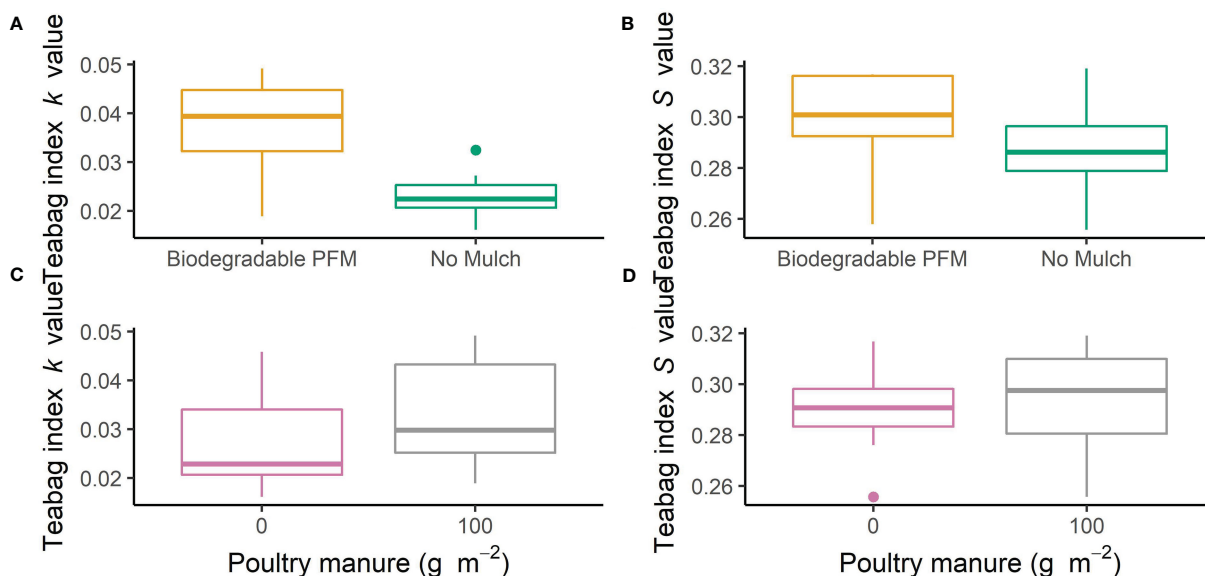 A
Teabag index k value
0.05
0.04
0.03
0.02
Biodegradable PFM
No Mulch
B
Teabag index S value
0.32
0.30
0.28
0.26
Biodegradable PFM
No Mulch
C
Teabag index k value
0.05
0.04
0.03
0.02
0
100
Poultry manure (g m⁻²)
D
Teabag index S value
0.32
0.30
0.28
0.26
0
100
Poultry manure (g m⁻²)